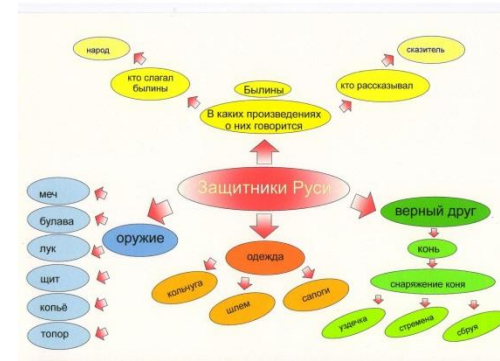 народ
сказитель
кто слагал
былины
Былины
кто рассказывал
В каких произведениях
о них говорится
Защитники Руси
меч
булава
лук
щит
копьё
топор
оружие
одежда
кольчуга
шлем
сапоги
верный друг
конь
снаряжение коня
уздечка
стремена
сбруя